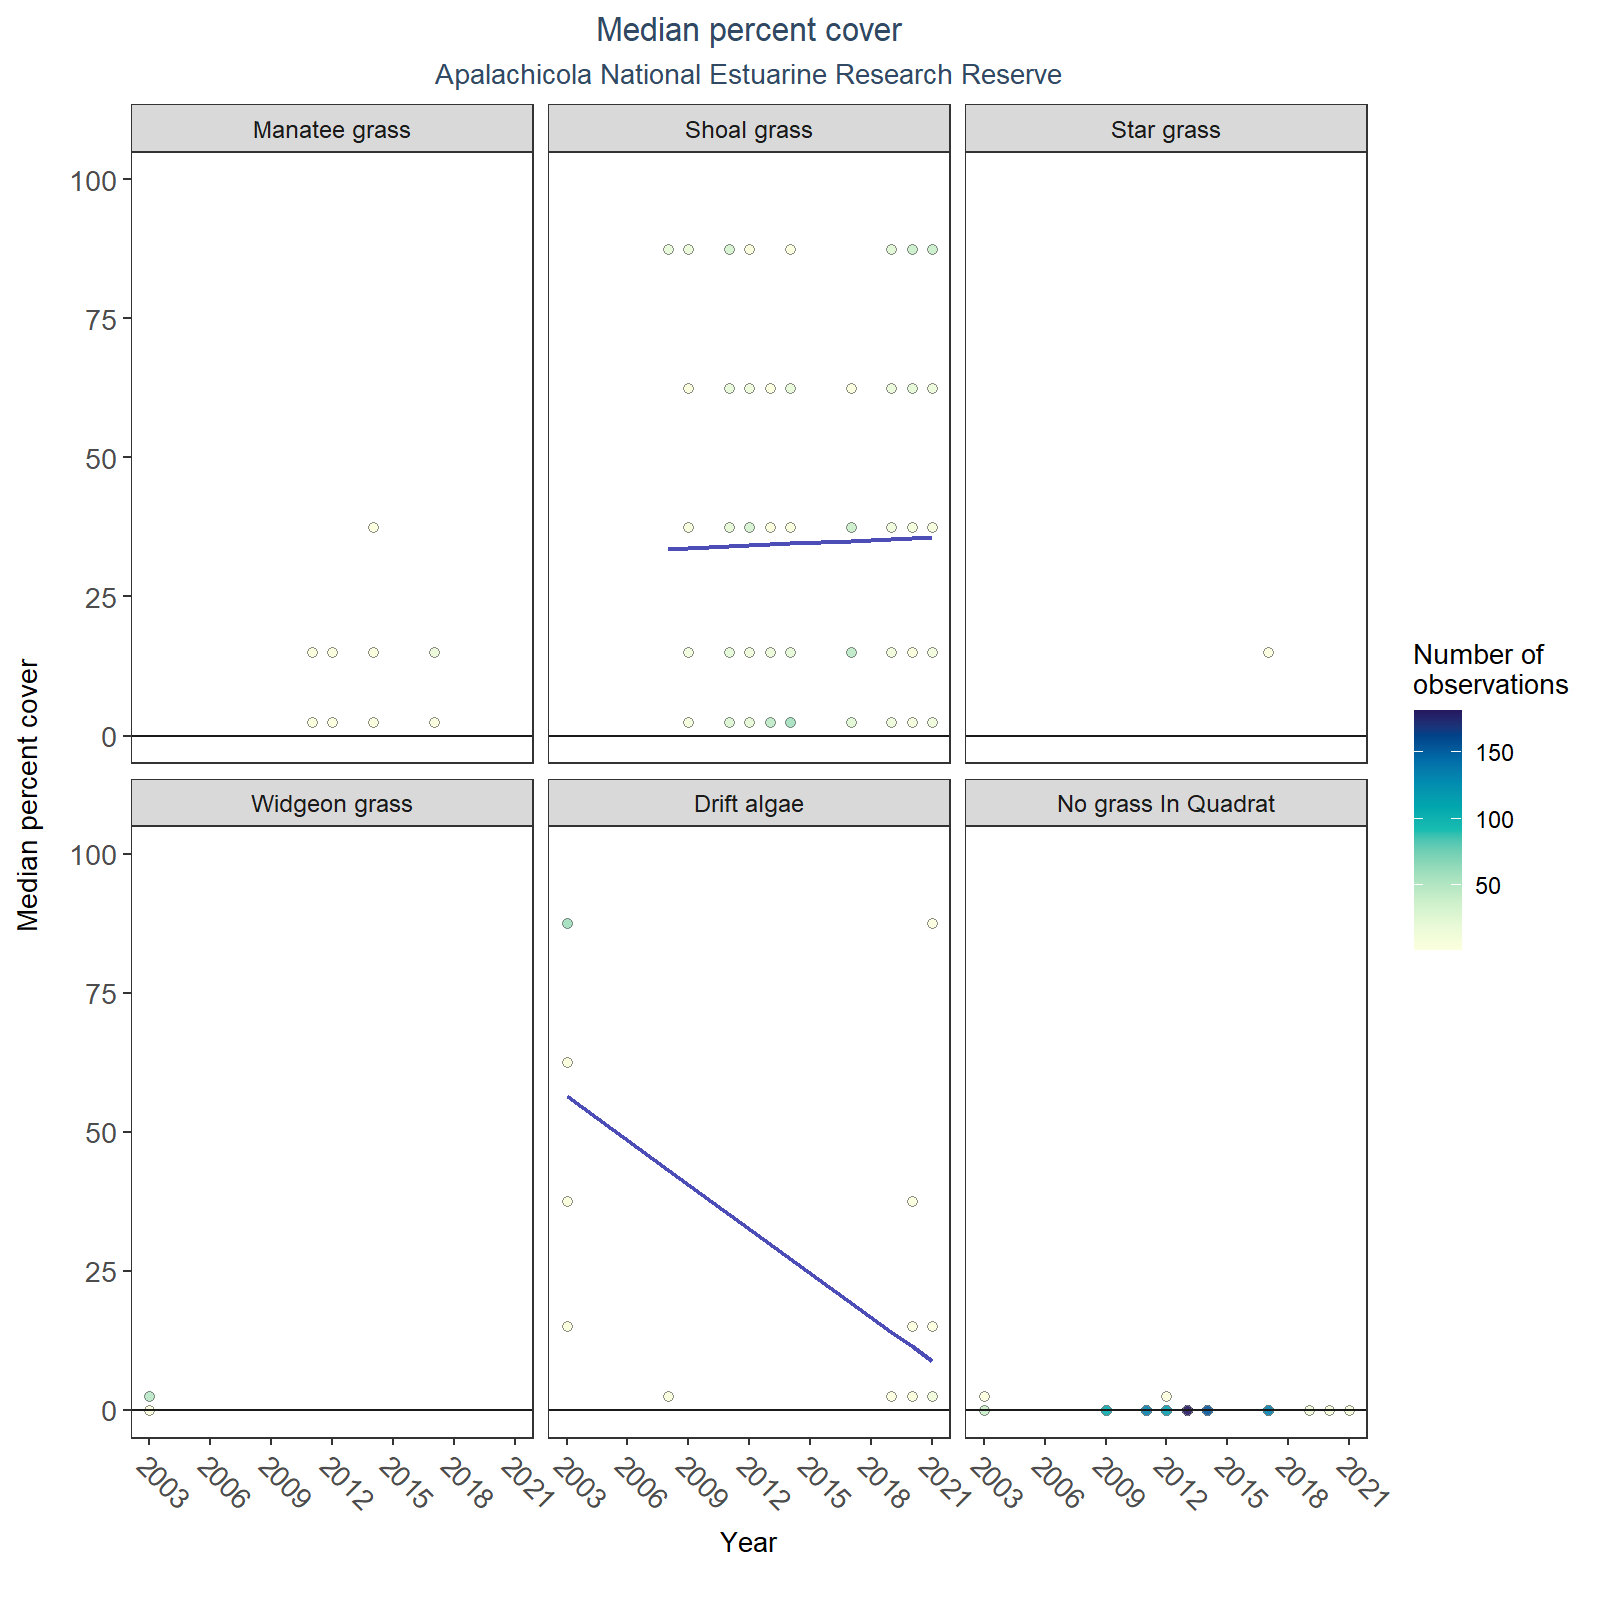 Median percent cover
Apalachicola National Estuarine Research Reserve
Manatee grass
Shoal grass
Star grass
100
75
50
25
0
Widgeon grass
Drift algae
No grass In Quadrat
100
75
50
25
0
2003
2006
2009
2012
2015
2018
2021
2003
2006
2009
2012
2015
2018
2021
2003
2006
2009
2012
2015
2018
2021
Year
Median percent cover
Number of
observations
150
100
50